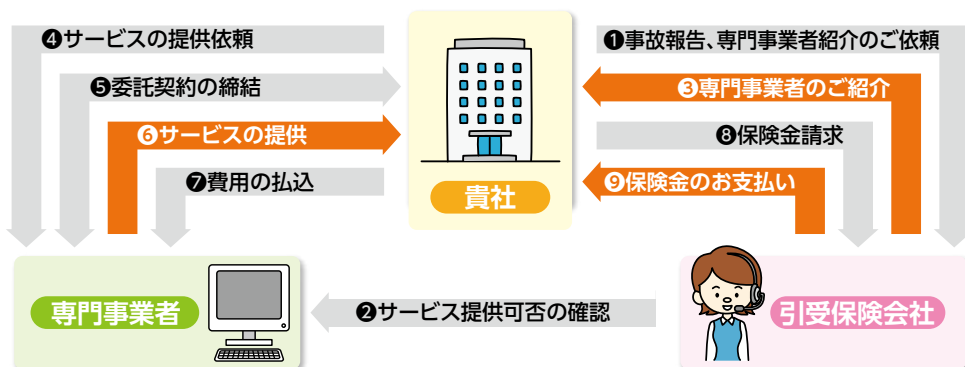 ❹サービスの提供依頼
❶事故報告、専門事業者紹介のご依頼
❺委託契約の締結
❸専門事業者のご紹介
❻サービスの提供
❽保険金請求
❼費用の払込
❾保険金のお支払い
貴社
専門事業者
❷サービス提供可否の確認
引受保険会社